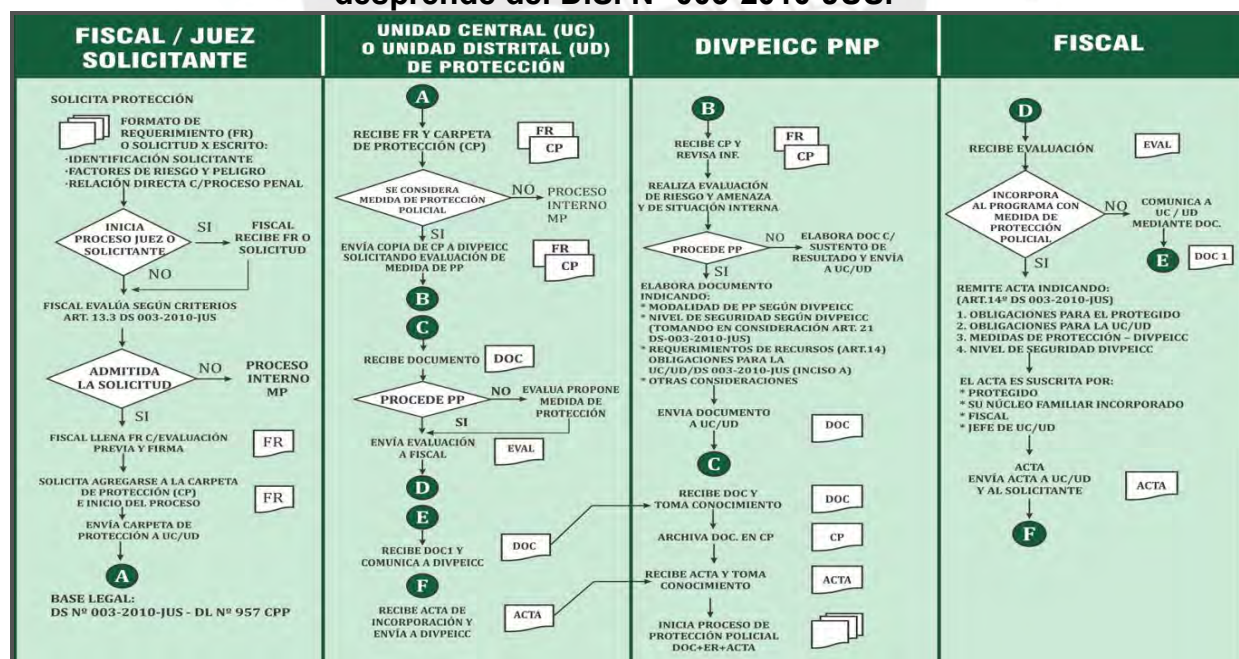 desprende del D.S. Nº 003-2010-JUS.
FISCAL / JUEZ
SOLICITANTE
SOLICITA PROTECCIÓN
FORMATO DE
REQUERIMIENTO (FR)
O SOLICITUD X ESCRITO:
·IDENTIFICACIÓN SOLICITANTE
·FACTORES DE RIESGO Y PELIGRO
·RELACIÓN DIRECTA C/PROCESO PENAL
INICIA
PROCESO JUEZ O
SOLICITANTE
SI
FISCAL
RECIBE FR O
SOLICITUD
NO
FISCAL EVALÚA SEGÚN CRITERIOS
ART. 13.3 DS 003-2010-JUS
ADMITIDA
LA SOLICITUD
NO
PROCESO
INTERNO
MP
SI
FISCAL LLENA FR C/EVALUACIÓN
PREVIA Y FIRMA
FR
SOLICITA AGREGARSE A LA CARPETA
DE PROTECCIÓN (CP)
E INICIO DEL PROCESO
FR
ENVÍA CARPETA DE
PROTECCIÓN A UC/UD
A
BASE LEGAL:
DS Nº 003-2010-JUS - DL Nº 957 CPP
UNIDAD CENTRAL (UC)
O UNIDAD DISTRITAL (UD)
DE PROTECCIÓN
A
RECIBE FR Y CARPETA
DE PROTECCIÓN (CP)
FR
CP
SE CONSIDERA
MEDIDA DE PROTECCIÓN
POLICIAL
NO
PROCESO
INTERNO
MP
SI
ENVÍA COPIA DE CP A DIVPEICC
SOLICITANDO EVALUACIÓN DE
MEDIDA DE PP
FR
CP
B
C
RECIBE DOCUMENTO
DOC
PROCEDE PP
NO
EVALUA PROPONE
MEDIDA DE
PROTECCIÓN
SI
ENVÍA EVALUACIÓN
A FISCAL
EVAL
D
E
RECIBE DOC1 Y
COMUNICA A DIVPEICC
DOC
F
RECIBE ACTA DE
INCORPORACIÓN Y
ENVÍA A DIVPEICC
ACTA
DIVPEICC PNP
B
RECIBE CP Y
REVISA INF.
FR
CP
REALIZA EVALUACIÓN
DE RIESGO Y AMENAZA
Y DE SITUACIÓN INTERNA
PROCEDE PP
NO
ELABORA DOC C/
SUSTENTO DE
RESULTADO Y ENVÍA
A UC/UD
SI
ELABORA DOCUMENTO
INDICANDO:
* MODALIDAD DE PP SEGÚN DIVPEICC
* NIVEL DE SEGURIDAD SEGÚN DIVPEICC
(TOMANDO EN CONSIDERACIÓN ART. 21
DS-003-2010-JUS)
* REQUERIMIENTOS DE RECURSOS (ART.14)
OBLIGACIONES PARA LA
UC/UD/DS 003-2010-JUS (INCISO A)
* OTRAS CONSIDERACIONES
ENVIA DOCUMENTO
A UC/UD
DOC
C
RECIBE DOC Y
TOMA CONOCIMIENTO
DOC
ARCHIVA DOC. EN CP
CP
RECIBE ACTA Y TOMA
CONOCIMIENTO
ACTA
INICIA PROCESO DE
PROTECCIÓN POLICIAL
DOC+ER+ACTA
FISCAL
D
RECIBE EVALUACIÓN
EVAL
INCORPORA
AL PROGRAMA CON
MEDIDA DE
PROTECCIÓN
POLICIAL
NO
COMUNICA A
UC / UD
MEDIANTE DOC.
E
DOC 1
SI
REMITE ACTA INDICANDO:
(ART.14º DS 003-2010-JUS)
1. OBLIGACIONES PARA EL PROTEGIDO
2. OBLIGACIONES PARA LA UC/UD
3. MEDIDAS DE PROTECCIÓN – DIVPEICC
4. NIVEL DE SEGURIDAD DIVPEICC
EL ACTA ES SUSCRITA POR:
* PROTEGIDO
* SU NÚCLEO FAMILIAR INCORPORADO
* FISCAL
* JEFE DE UC/UD
ACTA
ENVÍA ACTA A UC/UD
Y AL SOLICITANTE
ACTA
F